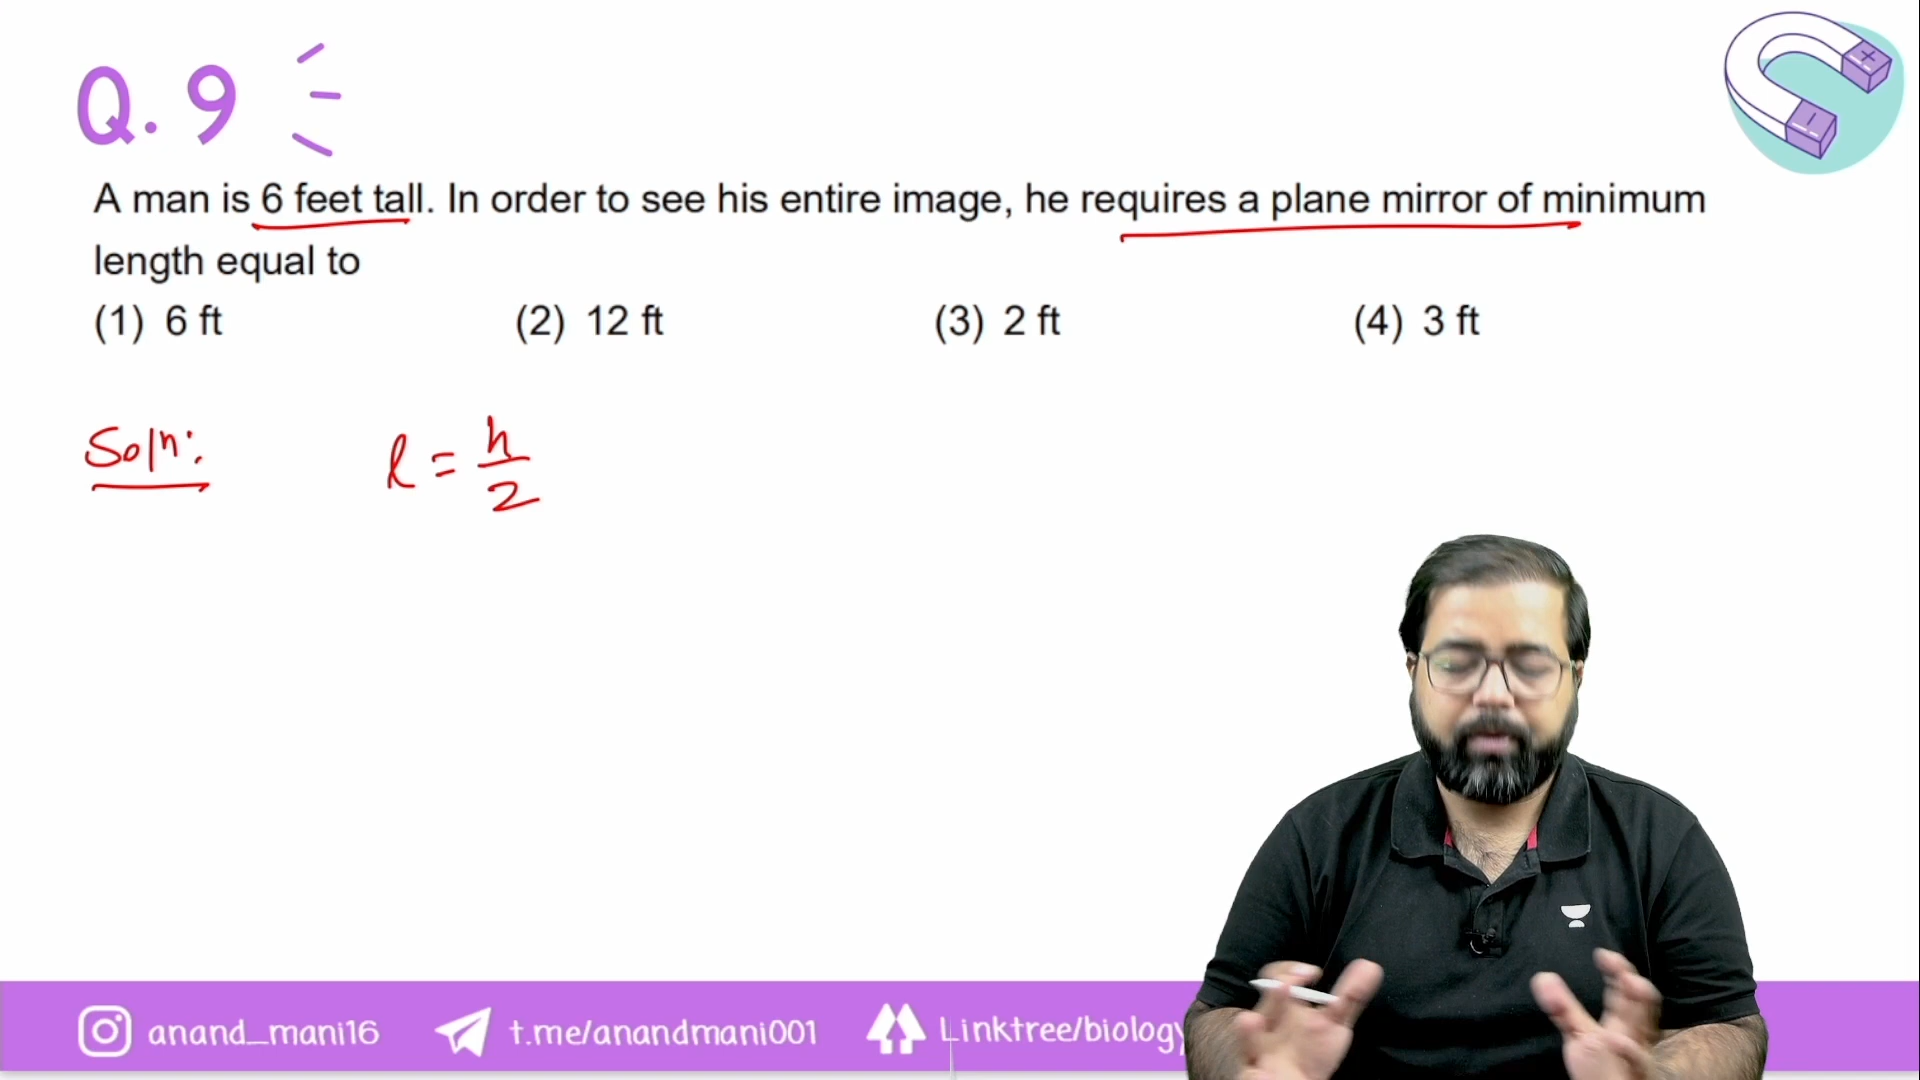 Q. 9
A man is 6 feet tall. In order to see his entire image, he requires a plane mirror of minimum
length equal to
(1) 6 ft (2) 12 ft (3) 2 ft (4) 3 ft
Soln: l = h/2
anand_mani16 t.me/anandmani001 Linktree/biology